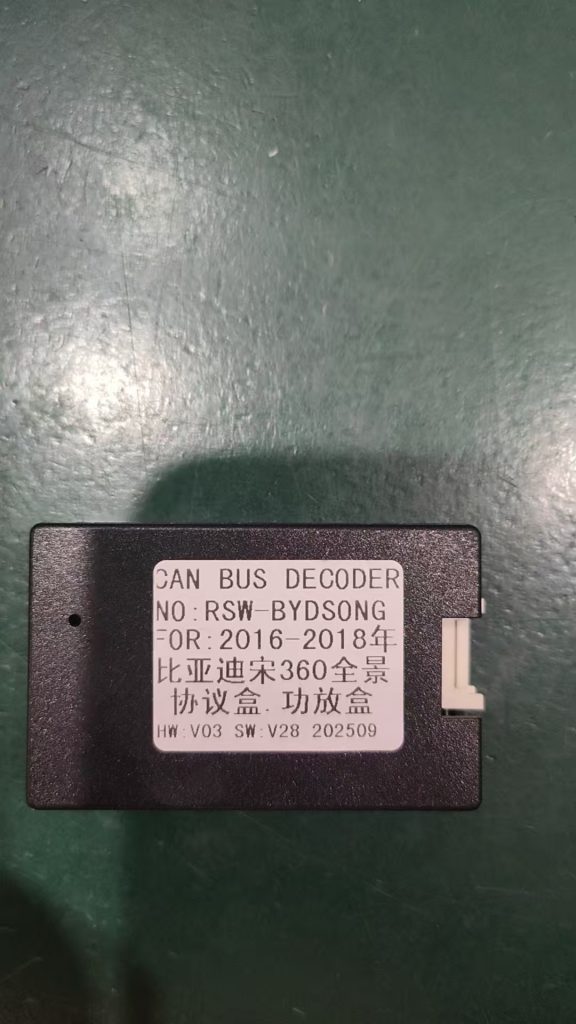 CAN BUS DECODER
NO:RSW-BYDSONG
FOR:2016-2018年
比亚迪宋360全景
协议盒.功放盒
HW:V03 SW:V28 202509